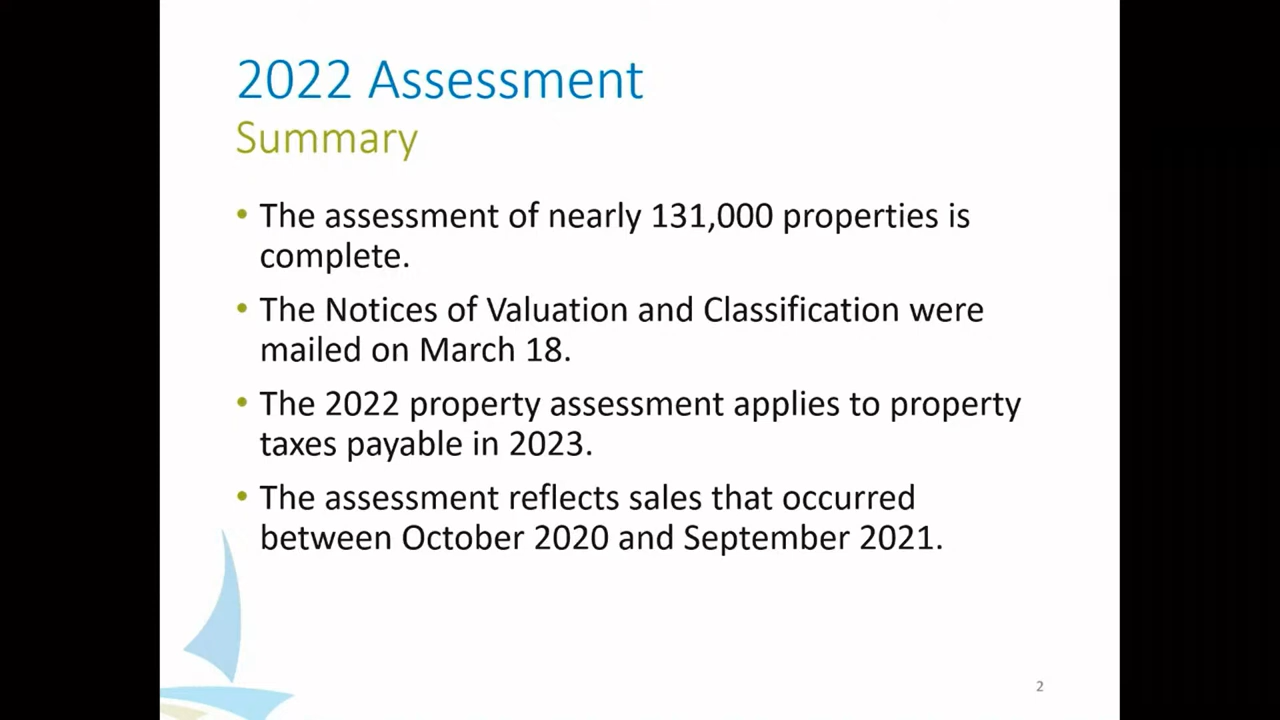 2022 Assessment
Summary
• The assessment of nearly 131,000 properties is
complete.
• The Notices of Valuation and Classification were
mailed on March 18.
• The 2022 property assessment applies to property
taxes payable in 2023.
• The assessment reflects sales that occurred
between October 2020 and September 2021.
2